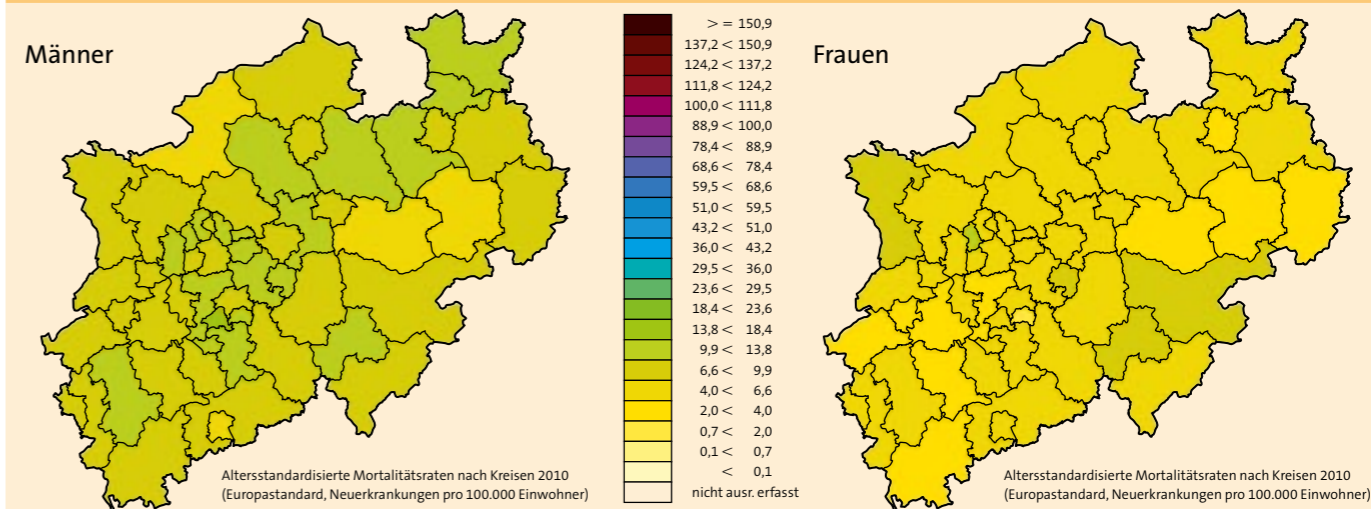 Männer
> = 150,9
137,2 < 150,9
124,2 < 137,2
111,8 < 124,2
100,0 < 111,8
88,9 < 100,0
78,4 < 88,9
68,6 < 78,4
59,5 < 68,6
51,0 < 59,5
43,2 < 51,0
36,0 < 43,2
29,5 < 36,0
23,6 < 29,5
18,4 < 23,6
13,8 < 18,4
9,9 < 13,8
6,6 < 9,9
4,0 < 6,6
2,0 < 4,0
0,7 < 2,0
0,1 < 0,7
< 0,1
nicht ausr. erfasst
Altersstandardisierte Mortalitätsraten nach Kreisen 2010
(Europastandard, Neuerkrankungen pro 100.000 Einwohner)
Frauen
Altersstandardisierte Mortalitätsraten nach Kreisen 2010
(Europastandard, Neuerkrankungen pro 100.000 Einwohner)